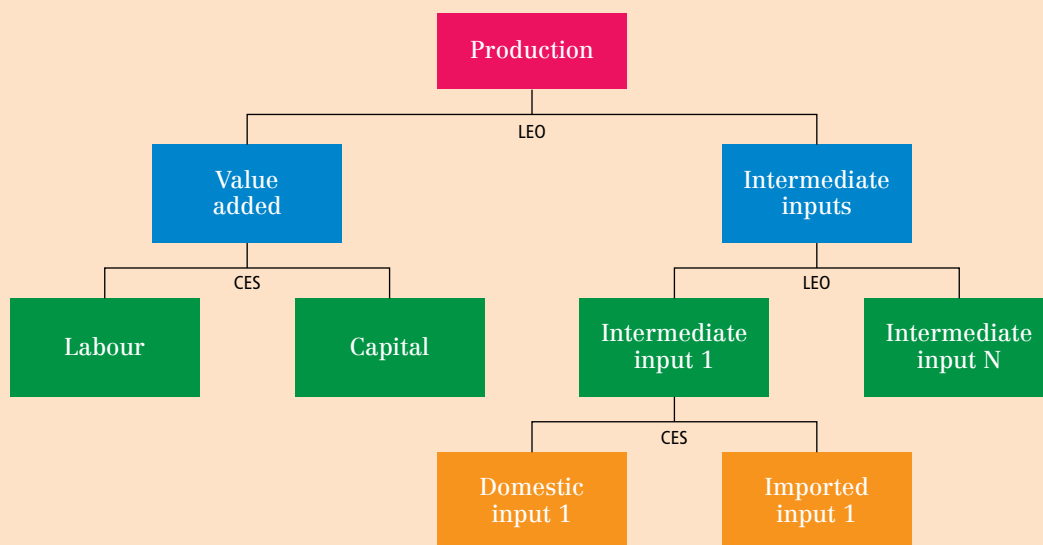 Production
LEO
Value
added
Intermediate
inputs
CES
LEO
Labour
Capital
Intermediate
input 1
Intermediate
input N
CES
Domestic
input 1
Imported
input 1